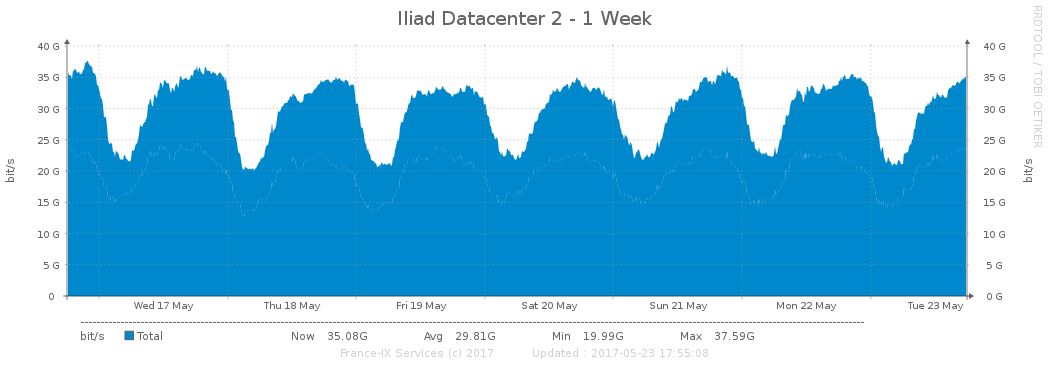 Iliad Datacenter 2 - 1 Week
RRDTOOL / TOBI OETIKER
40 G 40 G
35 G 35 G
30 G 30 G
25 G 25 G
20 G 20 G
15 G 15 G
10 G 10 G
5 G 5 G
0 0 G
bit/s bit/s
Wed 17 May Thu 18 May Fri 19 May Sat 20 May Sun 21 May Mon 22 May Tue 23 May
bit/s Total Now 35.08G Avg 29.81G Min 19.99G Max 37.59G
France-IX Services (c) 2017 Updated : 2017-05-23 17:55:08